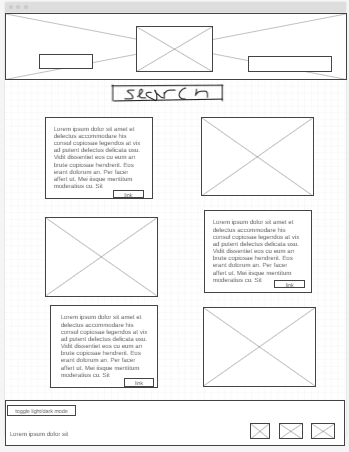 search
Lorem ipsum dolor sit amet et
delectus accommodare his
consul copiosae legendos at vix
ad putent delectus delicata usu.
Vidit dissentiet eos cu eum an
brute copiosae hendrerit. Eos
erant dolorum an. Per facer
affert ut. Mei iisque mentitum
moderatius cu. Sit
link
Lorem ipsum dolor sit amet et
delectus accommodare his
consul copiosae legendos at vix
ad putent delectus delicata usu.
Vidit dissentiet eos cu eum an
brute copiosae hendrerit. Eos
erant dolorum an. Per facer
affert ut. Mei iisque mentitum
moderatius cu. Sit
link
Lorem ipsum dolor sit amet et
delectus accommodare his
consul copiosae legendos at vix
ad putent delectus delicata usu.
Vidit dissentiet eos cu eum an
brute copiosae hendrerit. Eos
erant dolorum an. Per facer
affert ut. Mei iisque mentitum
moderatius cu. Sit
link
toggle light/dark mode
Lorem ipsum dolor sit